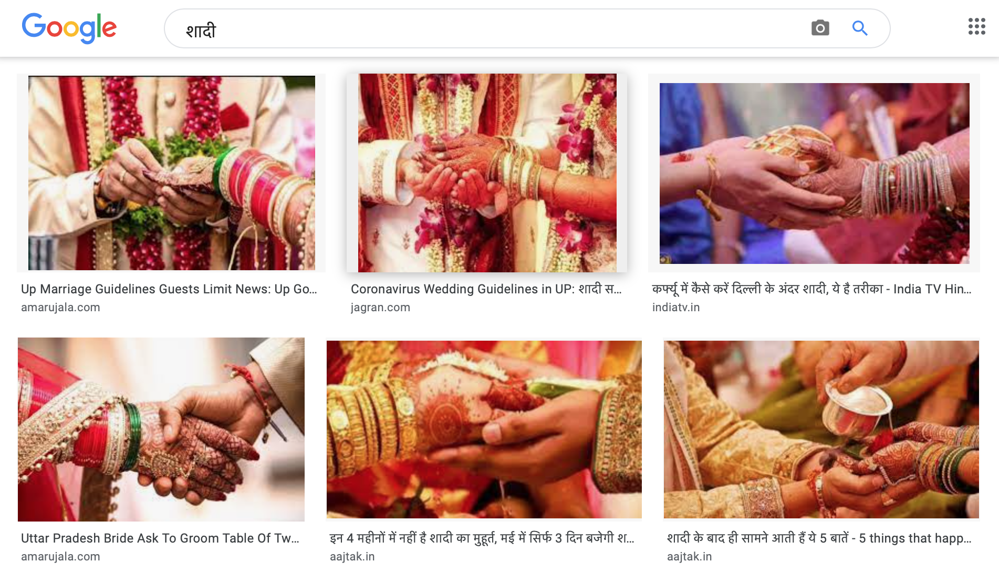 Google
शादी
Up Marriage Guidelines Guests Limit News: Up Go...
amarujala.com
Coronavirus Wedding Guidelines in UP: शादी स...
jagran.com
कर्फ्यू में कैसे करें दिल्ली के अंदर शादी, ये है तरीका - India TV Hin...
indiatv.in
Uttar Pradesh Bride Ask To Groom Table Of Tw...
amarujala.com
इन 4 महीनों में नहीं है शादी का मुहूर्त, मई में सिर्फ 3 दिन बजेगी श...
aajtak.in
शादी के बाद ही सामने आती हैं ये 5 बातें - 5 things that happ...
aajtak.in